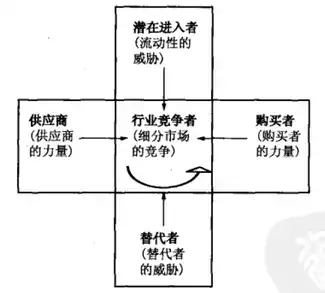 潜在进入者
(流动性的
威胁)
供应商
(供应商
的力量)
行业竞争者
(细分市场
的竞争)
购买者
(购买者
的力量)
替代者
(替代者
的威胁)